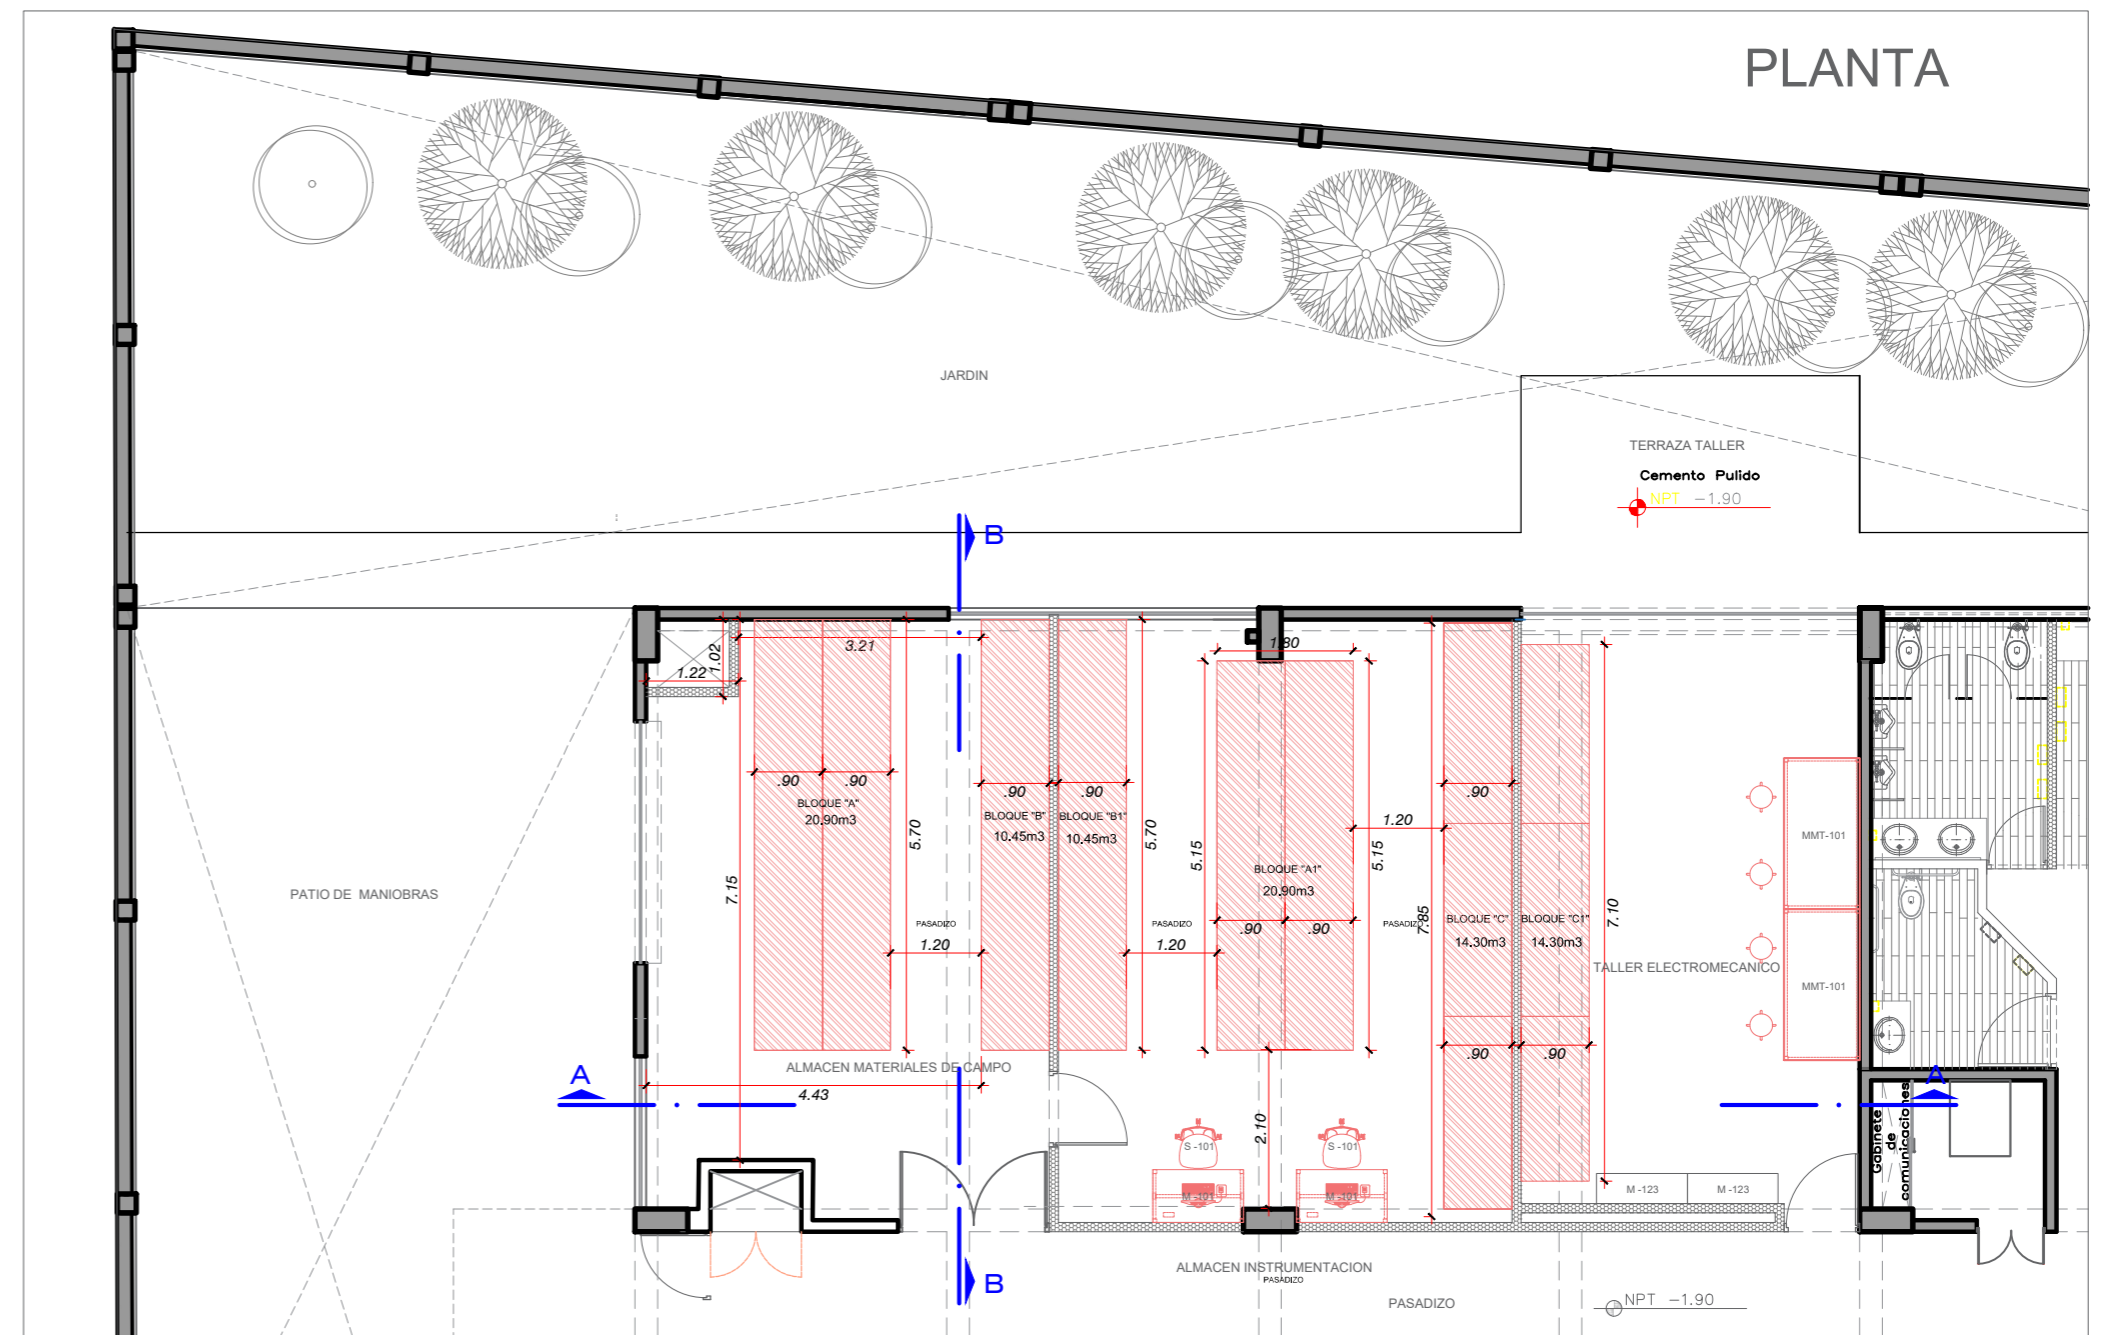 PLANTA
JARDIN
TERRAZA TALLER
Cemento Pulido
NPT -1.90
B
3.21
1.80
1.02
1.22
.90
.90
BLOQUE "A"
20.90m3
5.70
7.15
.90
BLOQUE "B"
10.45m3
.90
BLOQUE "B1"
10.45m3
5.70
5.15
BLOQUE "A1"
20.90m3
.90
.90
5.15
1.20
.90
7.85
BLOQUE "C"
14.30m3
BLOQUE "C1"
14.30m3
7.10
MMT-101
MMT-101
PATIO DE MANIOBRAS
PASADIZO
1.20
PASADIZO
1.20
PASADIZO
TALLER ELECTROMECANICO
.90
.90
ALMACEN MATERIALES DE CAMPO
4.43
A
A
2.10
S -101
S -101
M -101
M -101
M -123
M -123
Gabinete
de
comunicaciones
B
ALMACEN INSTRUMENTACION
PASADIZO
PASADIZO
NPT -1.90